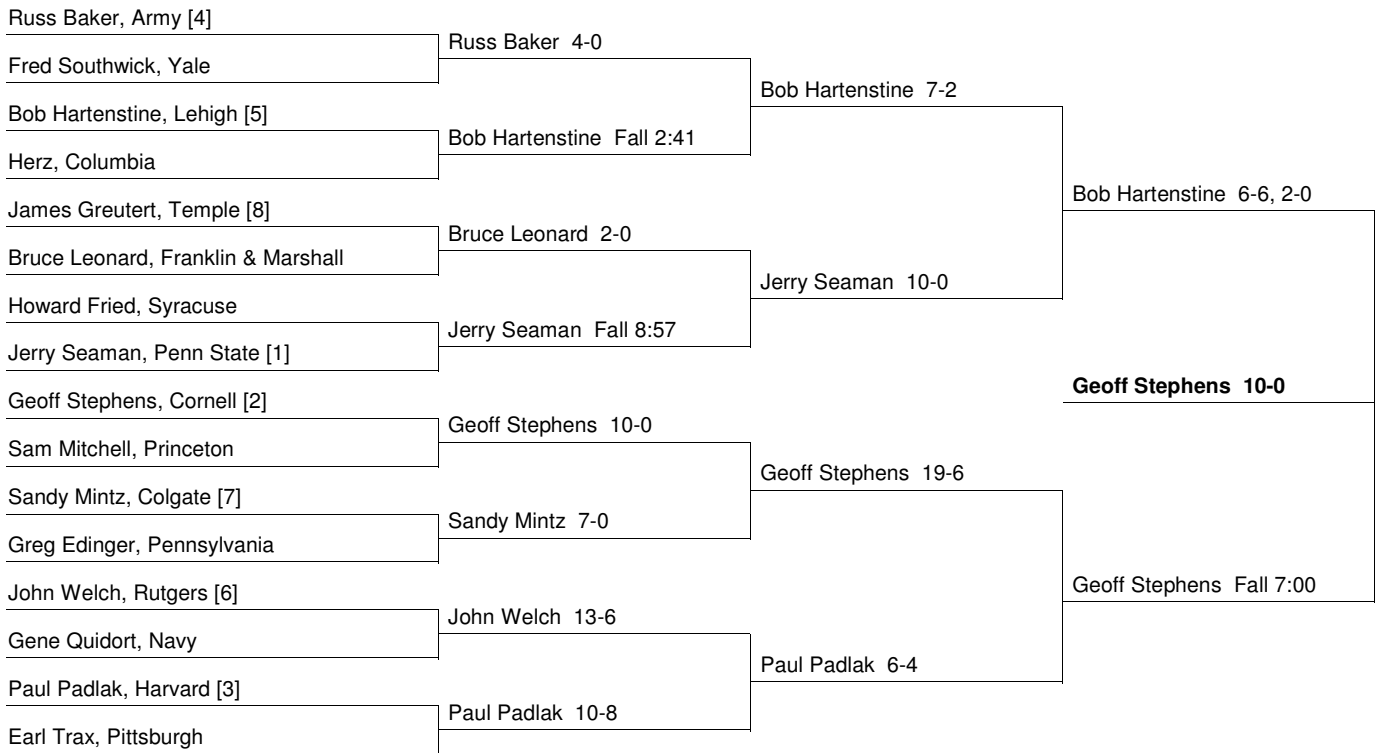 Russ Baker, Army [4]
Fred Southwick, Yale
Bob Hartenstine, Lehigh [5]
Herz, Columbia
James Greutert, Temple [8]
Bruce Leonard, Franklin & Marshall
Howard Fried, Syracuse
Jerry Seaman, Penn State [1]
Geoff Stephens, Cornell [2]
Sam Mitchell, Princeton
Sandy Mintz, Colgate [7]
Greg Edinger, Pennsylvania
John Welch, Rutgers [6]
Gene Quidort, Navy
Paul Padlak, Harvard [3]
Earl Trax, Pittsburgh
Russ Baker 4-0
Bob Hartenstine Fall 2:41
Bruce Leonard 2-0
Jerry Seaman Fall 8:57
Geoff Stephens 10-0
Sandy Mintz 7-0
John Welch 13-6
Paul Padlak 10-8
Bob Hartenstine 7-2
Jerry Seaman 10-0
Geoff Stephens 19-6
Paul Padlak 6-4
Bob Hartenstine 6-6, 2-0
Geoff Stephens Fall 7:00
Geoff Stephens 10-0